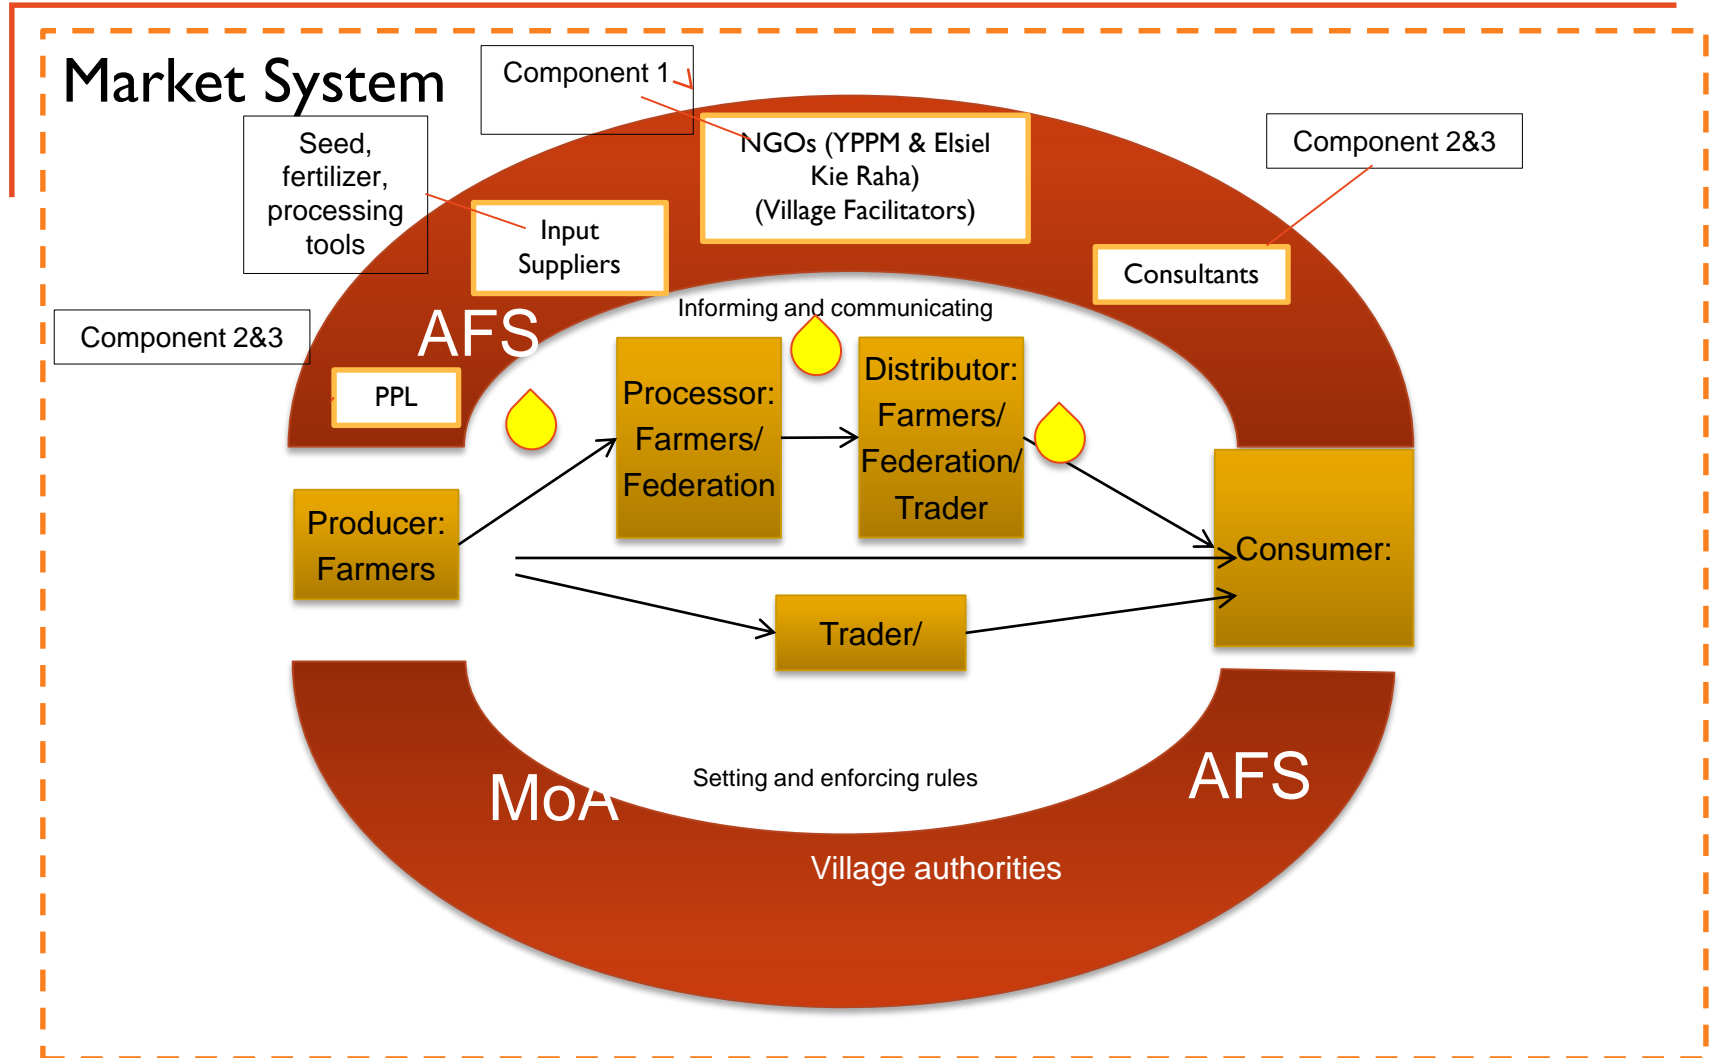 Market System
Component 1
Seed,
fertilizer,
processing
tools
NGOs (YPPM & Elsiel
Kie Raha)
(Village Facilitators)
Component 2&3
Input
Suppliers
Consultants
Informing and communicating
AFS
Component 2&3
PPL
Processor:
Farmers/
Federation
Distributor:
Farmers/
Federation/
Trader
Producer:
Farmers
Consumer:
Trader/
Setting and enforcing rules
MoA
AFS
Village authorities